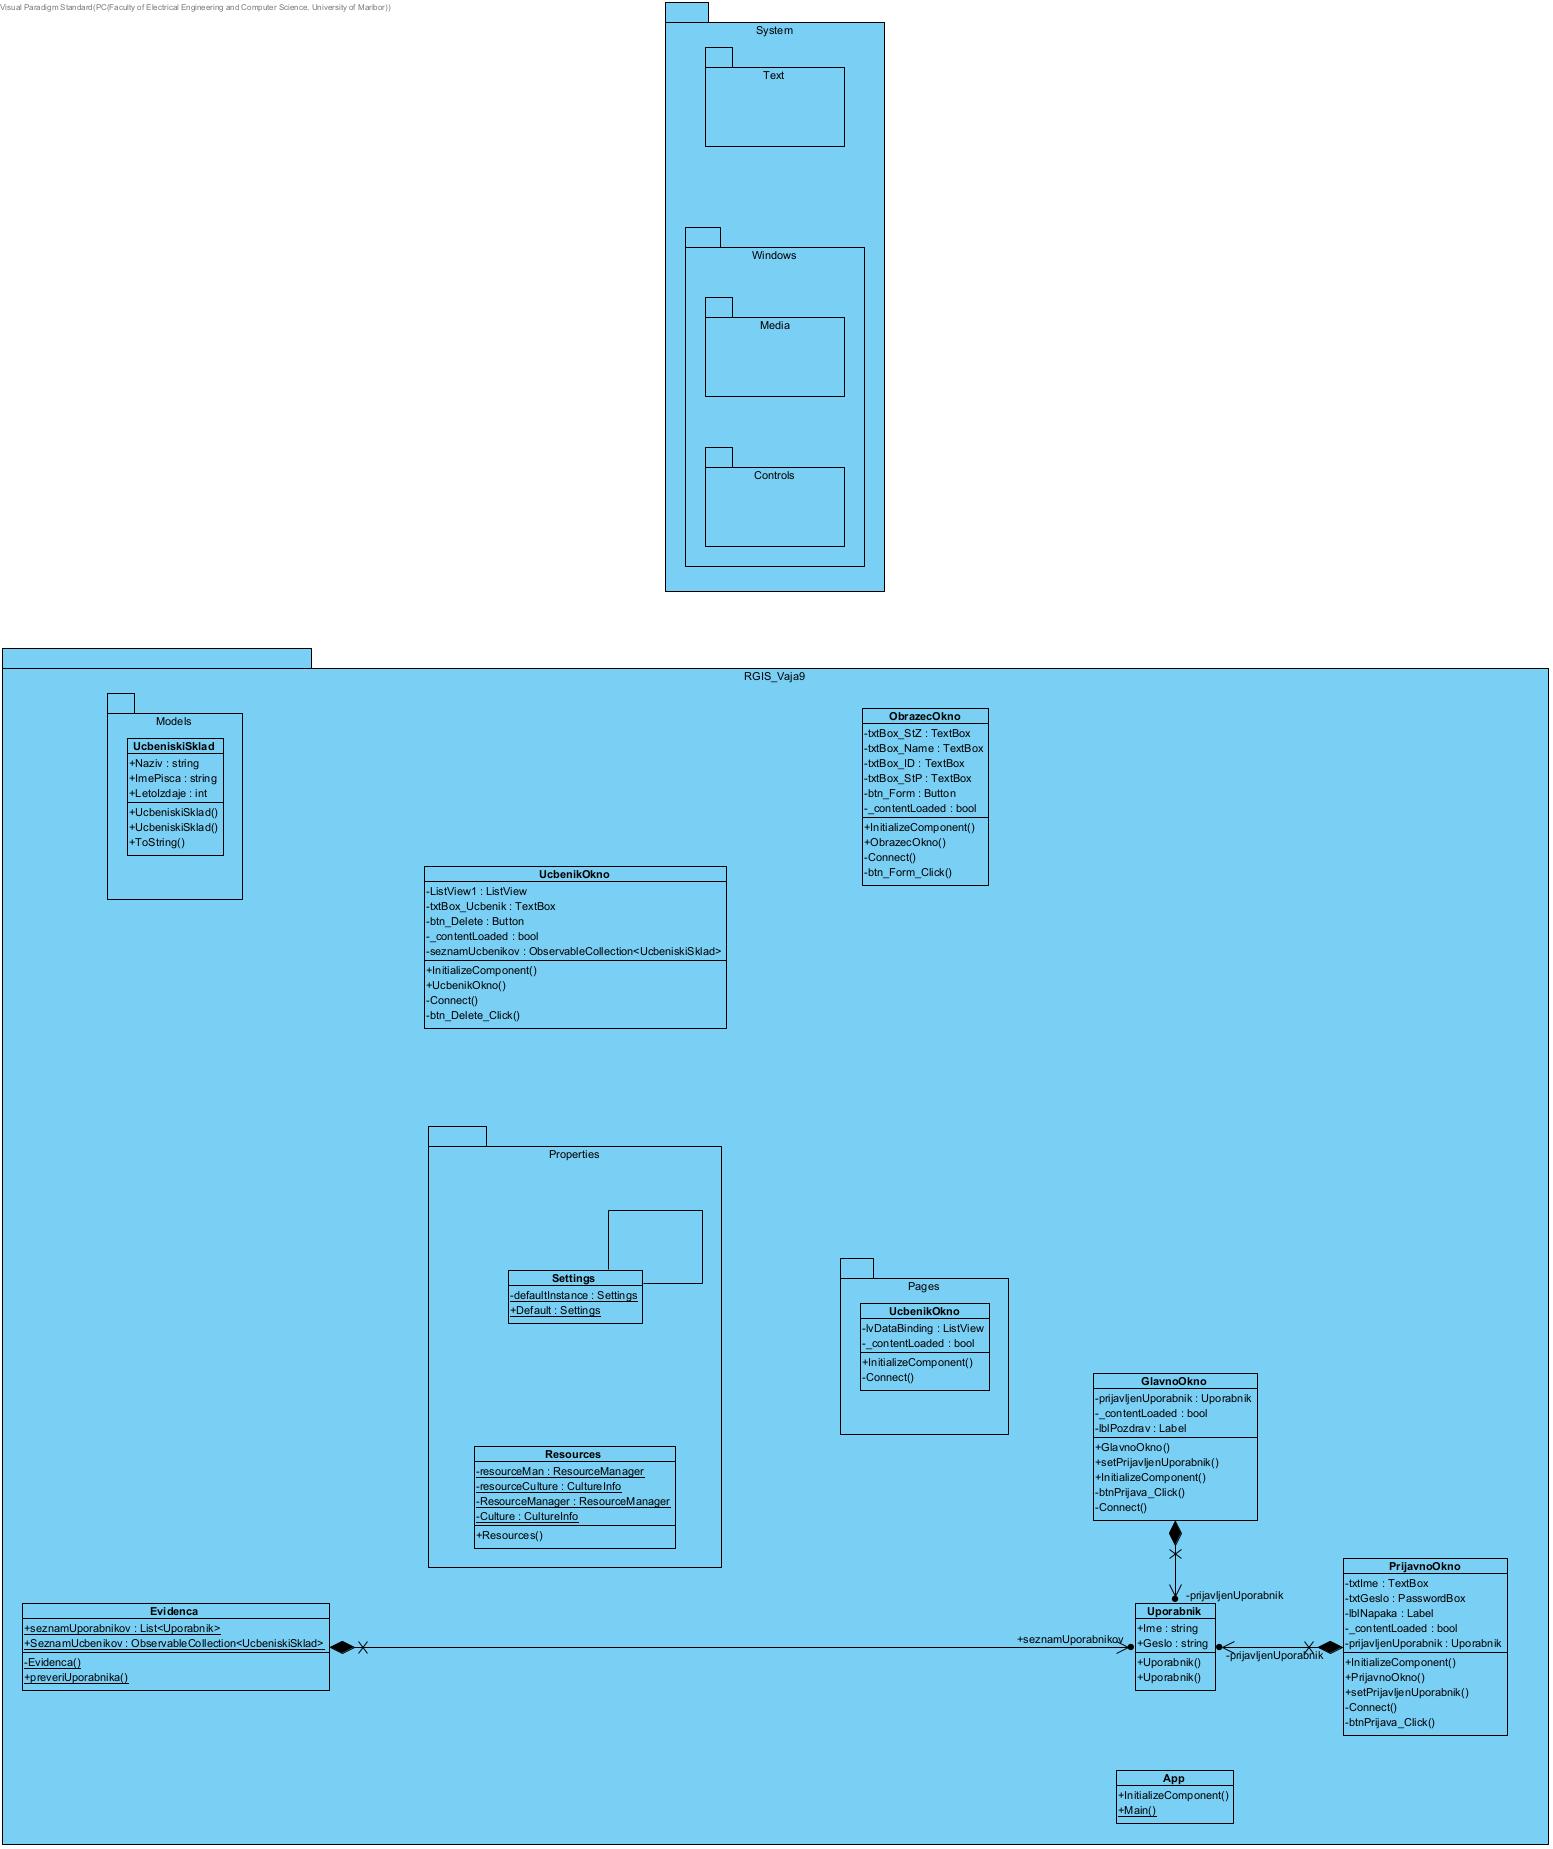 Visual Paradigm Standard(PC(Faculty of Electrical Engineering and Computer Science, University of Maribor))
System
Text
Windows
Media
Controls
RGIS_Vaja9
Models
UcbeniskiSklad
+Naziv : string
+ImePisca : string
+LetoIzdaje : int
+UcbeniskiSklad()
+UcbeniskiSklad()
+ToString()
ObrazecOkno
-txtBox_StZ : TextBox
-txtBox_Name : TextBox
-txtBox_ID : TextBox
-txtBox_StP : TextBox
-btn_Form : Button
-_contentLoaded : bool
+InitializeComponent()
+ObrazecOkno()
-Connect()
-btn_Form_Click()
UcbenikOkno
-ListView1 : ListView
-txtBox_Ucbenik : TextBox
-btn_Delete : Button
-_contentLoaded : bool
-seznamUcbenikov : ObservableCollection<UcbeniskiSklad>
+InitializeComponent()
+UcbenikOkno()
-Connect()
-btn_Delete_Click()
Properties
Settings
-defaultInstance : Settings
+Default : Settings
Resources
-resourceMan : ResourceManager
-resourceCulture : CultureInfo
-ResourceManager : ResourceManager
-Culture : CultureInfo
+Resources()
Pages
UcbenikOkno
-lvDataBinding : ListView
-_contentLoaded : bool
+InitializeComponent()
-Connect()
GlavnoOkno
-prijavljenUporabnik : Uporabnik
-_contentLoaded : bool
-lblPozdrav : Label
+GlavnoOkno()
+setPrijavljenUporabnik()
+InitializeComponent()
-btnPrijava_Click()
-Connect()
-prijavljenUporabnik
Evidenca
+seznamUporabnikov : List<Uporabnik>
+SeznamUcbenikov : ObservableCollection<UcbeniskiSklad>
-Evidenca()
+preveriUporabnika()
+seznamUporabnikov
Uporabnik
+Ime : string
+Geslo : string
+Uporabnik()
+Uporabnik()
-prijavljenUporabnik
PrijavnoOkno
-txtIme : TextBox
-txtGeslo : PasswordBox
-lblNapaka : Label
-_contentLoaded : bool
-prijavljenUporabnik : Uporabnik
+InitializeComponent()
+PrijavnoOkno()
+setPrijavljenUporabnik()
-Connect()
-btnPrijava_Click()
App
+InitializeComponent()
+Main()